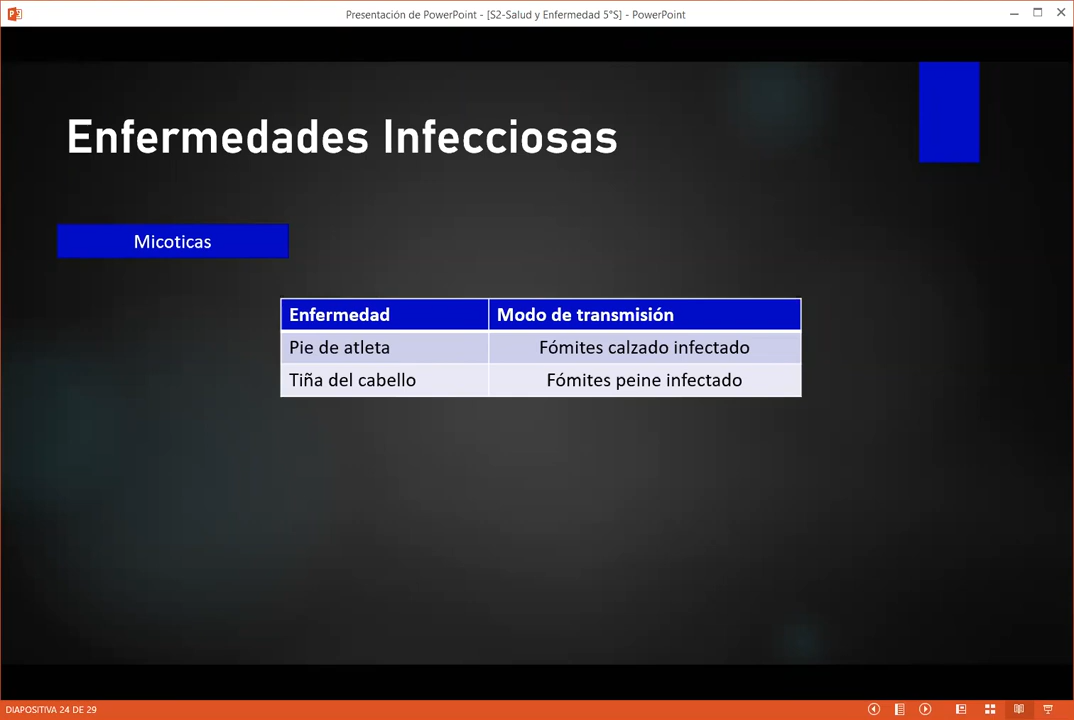 Presentación de PowerPoint - [S2-Salud y Enfermedad 5°S] - PowerPoint
Enfermedades Infecciosas
Micoticas
Enfermedad Modo de transmisión
Pie de atleta Fómites calzado infectado
Tiña del cabello Fómites peine infectado
DIAPOSITIVA 24 DE 29